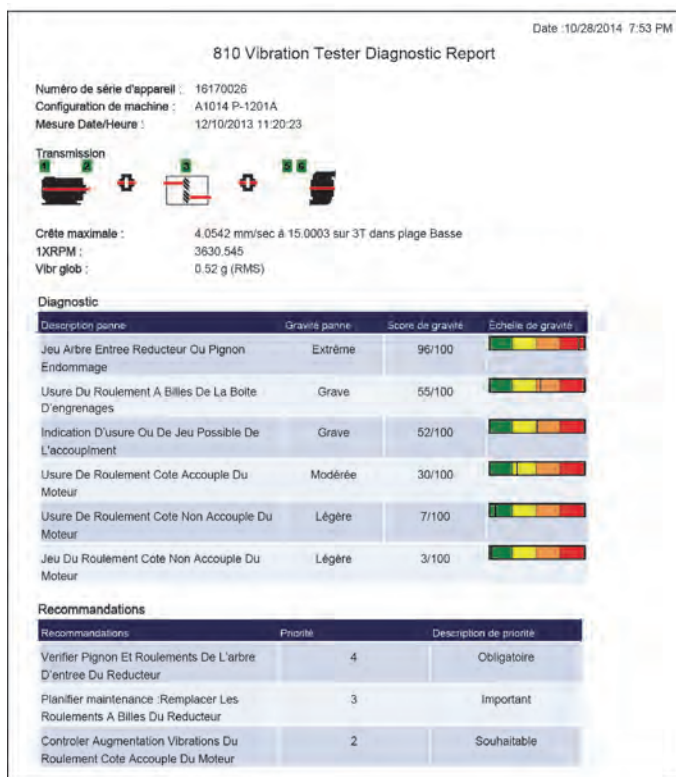 Date :10/28/2014 7:53 PM
810 Vibration Tester Diagnostic Report
Numéro de série d'appareil : 16170026
Configuration de machine : A1014 P-1201A
Mesure Date/Heure : 12/10/2013 11:20:23
Transmission
1 2 3 5 6
Crête maximale : 4.0542 mm/sec à 15.0003 sur 3T dans plage Basse
1XRPM : 3630.545
Vibr glob : 0.52 g (RMS)
Diagnostic
Description panne Gravité panne Score de gravité Échelle de gravité
Jeu Arbre Entree Reducteur Ou Pignon Extrême 96/100
Endommage
Usure Du Roulement A Billes De La Boite Grave 55/100
D'engrenages
Indication D'usure Ou De Jeu Possible De Grave 52/100
L'accouplment
Usure De Roulement Cote Accouple Du Modérée 30/100
Moteur
Usure De Roulement Cote Non Accouple Du Légère 7/100
Moteur
Jeu Du Roulement Cote Non Accouple Du Légère 3/100
Moteur
Recommandations
Recommandations Priorité Description de priorité
Verifier Pignon Et Roulements De L'arbre 4 Obligatoire
D'entree Du Reducteur
Planifier maintenance :Remplacer Les 3 Important
Roulements A Billes Du Reducteur
Controler Augmentation Vibrations Du 2 Souhaitable
Roulement Cote Accouple Du Moteur